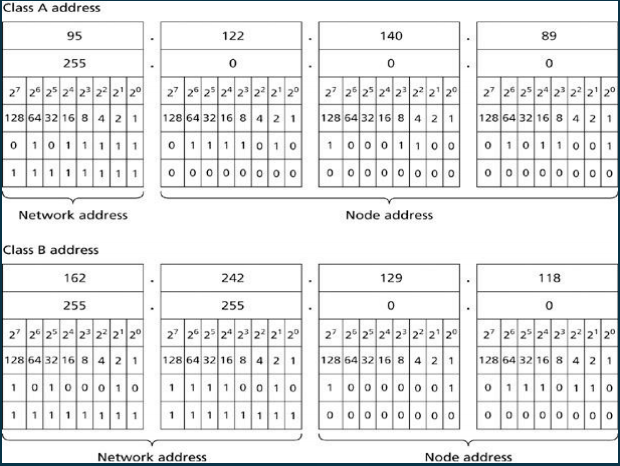 Class A address
95 . 122 . 140 . 89
255 . 0 . 0 . 0
2⁷ 2⁶ 2⁵ 2⁴ 2³ 2² 2¹ 2⁰ 2⁷ 2⁶ 2⁵ 2⁴ 2³ 2² 2¹ 2⁰ 2⁷ 2⁶ 2⁵ 2⁴ 2³ 2² 2¹ 2⁰ 2⁷ 2⁶ 2⁵ 2⁴ 2³ 2² 2¹ 2⁰
128 64 32 16 8 4 2 1 128 64 32 16 8 4 2 1 128 64 32 16 8 4 2 1 128 64 32 16 8 4 2 1
0 1 0 1 1 1 1 1 0 1 1 1 1 0 1 0 1 0 0 0 1 1 0 0 0 1 0 1 1 0 0 1
1 1 1 1 1 1 1 1 0 0 0 0 0 0 0 0 0 0 0 0 0 0 0 0 0 0 0 0 0 0 0 0
Network address Node address
Class B address
162 . 242 . 129 . 118
255 . 255 . 0 . 0
2⁷ 2⁶ 2⁵ 2⁴ 2³ 2² 2¹ 2⁰ 2⁷ 2⁶ 2⁵ 2⁴ 2³ 2² 2¹ 2⁰ 2⁷ 2⁶ 2⁵ 2⁴ 2³ 2² 2¹ 2⁰ 2⁷ 2⁶ 2⁵ 2⁴ 2³ 2² 2¹ 2⁰
128 64 32 16 8 4 2 1 128 64 32 16 8 4 2 1 128 64 32 16 8 4 2 1 128 64 32 16 8 4 2 1
1 0 1 0 0 0 1 0 1 1 1 1 0 0 1 0 1 0 0 0 0 0 0 1 0 1 1 1 0 1 1 0
1 1 1 1 1 1 1 1 1 1 1 1 1 1 1 1 0 0 0 0 0 0 0 0 0 0 0 0 0 0 0 0
Network address Node address